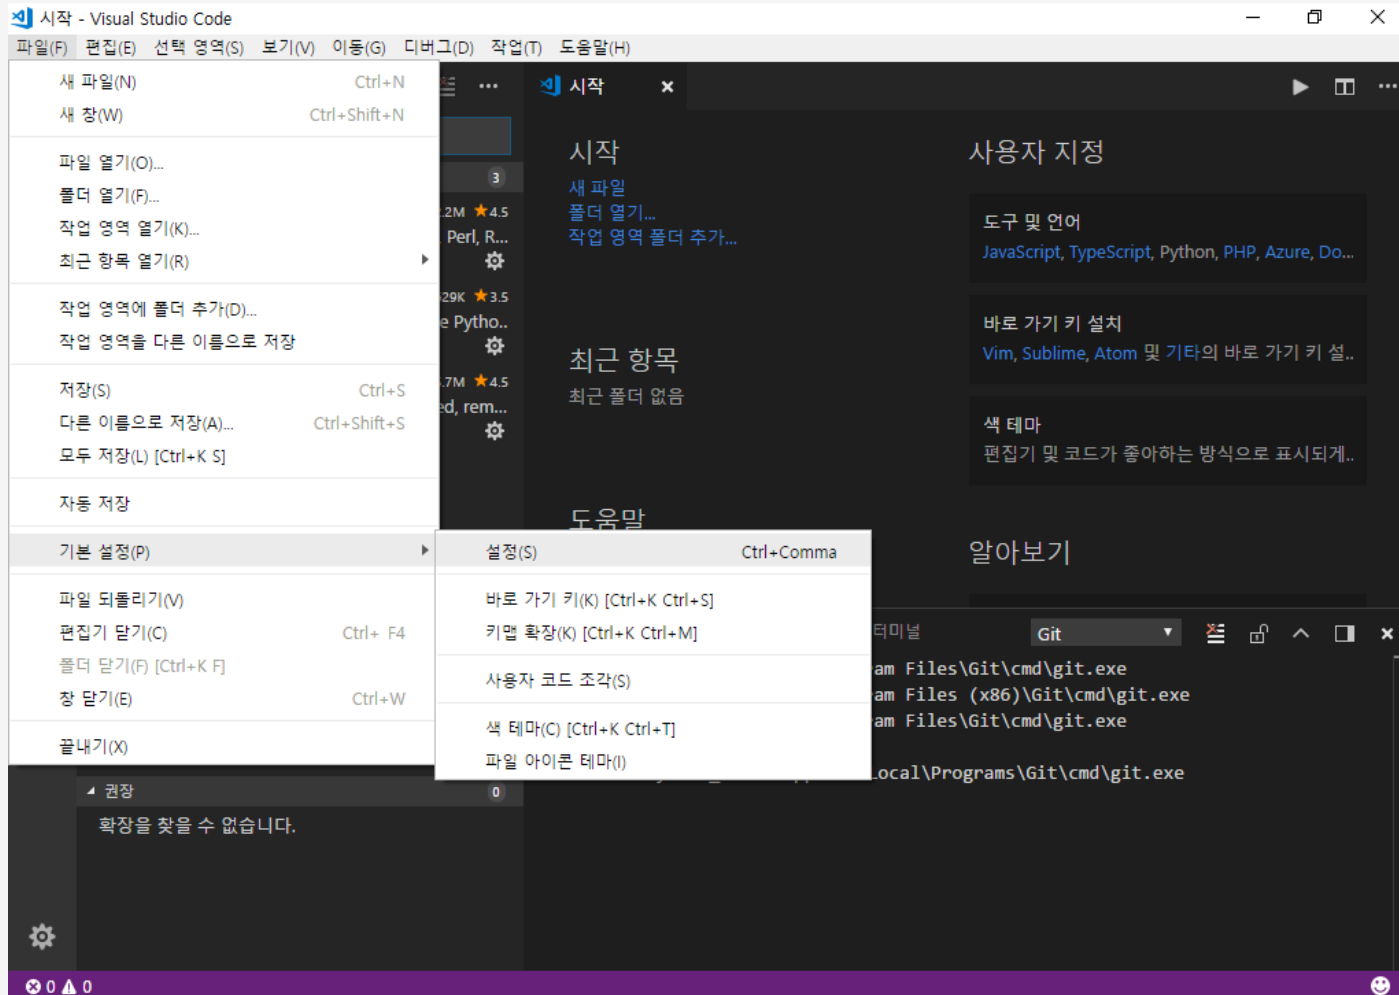 시작 - Visual Studio Code
파일(F) 편집(E) 선택 영역(S) 보기(V) 이동(G) 디버그(D) 작업(T) 도움말(H)
새 파일(N) Ctrl+N
새 창(W) Ctrl+Shift+N
파일 열기(O)...
폴더 열기(F)...
작업 영역 열기(K)...
최근 항목 열기(R)
작업 영역에 폴더 추가(D)...
작업 영역을 다른 이름으로 저장
저장(S) Ctrl+S
다른 이름으로 저장(A)... Ctrl+Shift+S
모두 저장(L) [Ctrl+K S]
자동 저장
기본 설정(P)
파일 되돌리기(V)
편집기 닫기(C) Ctrl+ F4
폴더 닫기(F) [Ctrl+K F]
창 닫기(E) Ctrl+W
끝내기(X)
설정(S) Ctrl+Comma
바로 가기 키(K) [Ctrl+K Ctrl+S]
키맵 확장(K) [Ctrl+K Ctrl+M]
사용자 코드 조각(S)
색 테마(C) [Ctrl+K Ctrl+T]
파일 아이콘 테마(I)
3
.2M ★4.5
Perl, R...
29K ★3.5
e Pytho..
.7M ★4.5
ed, rem...
권장 0
확장을 찾을 수 없습니다.
시작
시작
새 파일
폴더 열기...
작업 영역 폴더 추가...
최근 항목
최근 폴더 없음
도움말
사용자 지정
도구 및 언어
JavaScript, TypeScript, Python, PHP, Azure, Do...
바로 가기 키 설치
Vim, Sublime, Atom 및 기타의 바로 가기 키 설..
색 테마
편집기 및 코드가 좋아하는 방식으로 표시되게..
알아보기
터미널 Git
am Files\Git\cmd\git.exe
am Files (x86)\Git\cmd\git.exe
am Files\Git\cmd\git.exe
Local\Programs\Git\cmd\git.exe
0 0